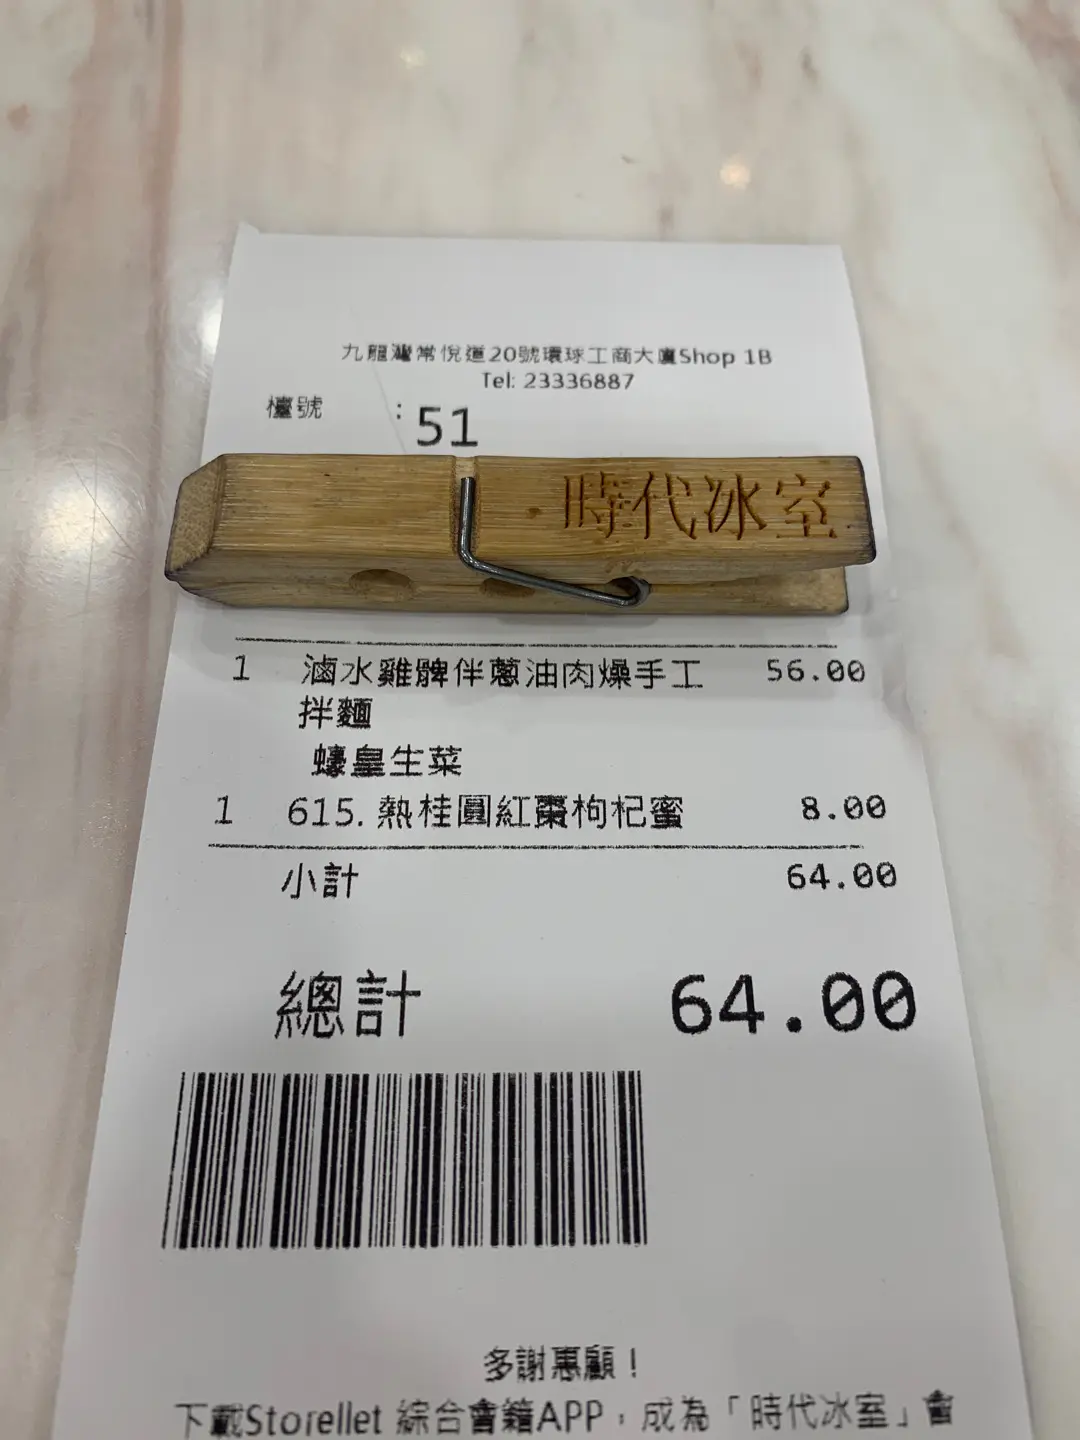 九龍灣常悅道20號環球工商大廈Shop 1B
Tel: 23336887
檯號 : 51
時代冰室
1 滷水雞髀伴蔥油肉燥手工 56.00
拌麵
蠔皇生菜
1 615. 熱桂圓紅棗枸杞蜜 8.00
小計 64.00
總計 64.00
多謝惠顧！
下載Storellet 綜合會籍APP，成為「時代冰室」會